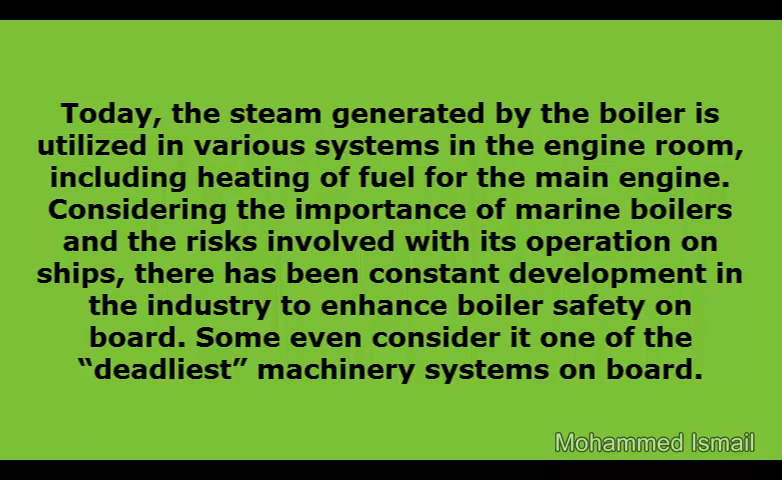 Today, the steam generated by the boiler is
utilized in various systems in the engine room,
including heating of fuel for the main engine.
Considering the importance of marine boilers
and the risks involved with its operation on
ships, there has been constant development in
the industry to enhance boiler safety on
board. Some even consider it one of the
“deadliest” machinery systems on board.
Mohammed Ismail